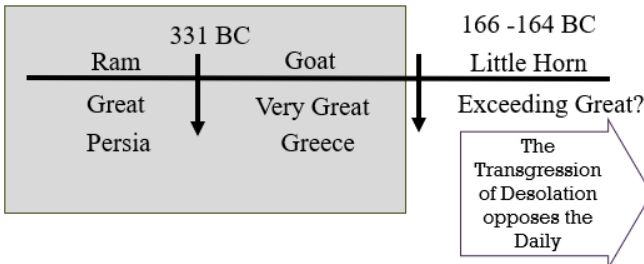 331 BC
166 -164 BC
Ram
Goat
Little Horn
Great
Very Great
Exceeding Great?
Persia
Greece
The
Transgression
of Desolation
opposes the
Daily